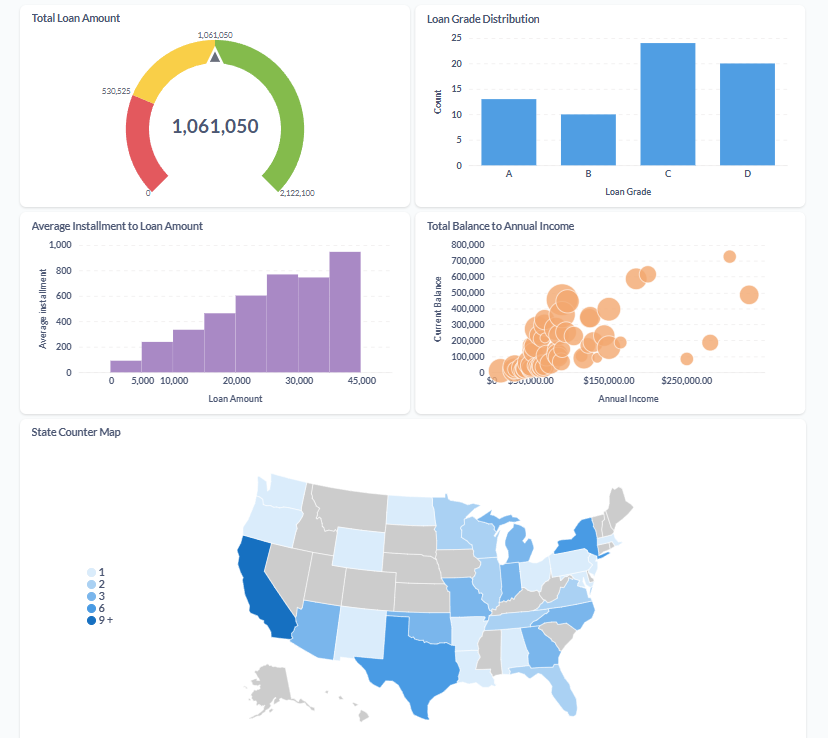 Total Loan Amount
1,061,050
530,525
1,061,050
0
2,122,100
Loan Grade Distribution
25
20
15
10
5
0
Count
A B C D
Loan Grade
Average Installment to Loan Amount
1,000
800
600
400
200
0
Average installment
0 5,000 10,000 20,000 30,000 45,000
Loan Amount
Total Balance to Annual Income
800,000
700,000
600,000
500,000
400,000
300,000
200,000
100,000
0
Current Balance
$150,000.00 $250,000.00
Annual Income
State Counter Map
1
2
3
6
9 +